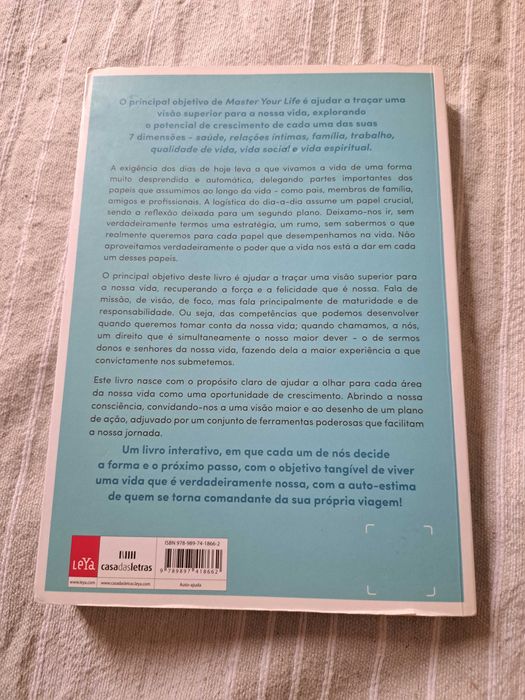 O principal objetivo de Master Your Life é ajudar a traçar uma
visão superior para a nossa vida, explorando
o potencial de crescimento de cada uma das suas
7 dimensões - saúde, relações íntimas, família, trabalho,
qualidade de vida, vida social e vida espiritual.
A exigência dos dias de hoje leva a que vivamos a vida de uma forma
muito desprendida e automática, delegando partes importantes dos
papeis que assumimos ao longo da vida - como pais, membros de família,
amigos e profissionais. A logística do dia-a-dia assume um papel crucial,
sendo a reflexão deixada para um segundo plano. Deixamo-nos ir, sem
verdadeiramente termos uma estratégia, um rumo, sem sabermos o que
realmente queremos para cada papel que desempenhamos na vida. Não
aproveitamos verdadeiramente o poder que a vida nos está a dar em cada
um desses papeis.
O principal objetivo deste livro é ajudar a traçar uma visão superior para
a nossa vida, recuperando a força e a felicidade que é nossa. Fala de
missão, de visão, de foco, mas fala principalmente de maturidade e de
responsabilidade. Ou seja, das competências que podemos desenvolver
quando queremos tomar conta da nossa vida; quando chamamos, a nós,
um direito que é simultaneamente o nosso maior dever - o de sermos
donos e senhores da nossa vida, fazendo dela a maior experiência a que
convictamente nos submetemos.
Este livro nasce com o propósito claro de ajudar a olhar para cada área
da nossa vida como uma oportunidade de crescimento. Abrindo a nossa
consciência, convidando-nos a uma visão maior e ao desenho de um plano
de ação, adjuvado por um conjunto de ferramentas poderosas que facilitam
a nossa jornada.
Um livro interativo, em que cada um de nós decide
a forma e o próximo passo, com o objetivo tangível de viver
uma vida que é verdadeiramente nossa, com a auto-estima
de quem se torna comandante da sua própria viagem!
LeYa
www.leya.com
casadasletras
www.casadasletras.leya.com
ISBN 978-989-74-1866-2
9 789897 418662
Auto-ajuda